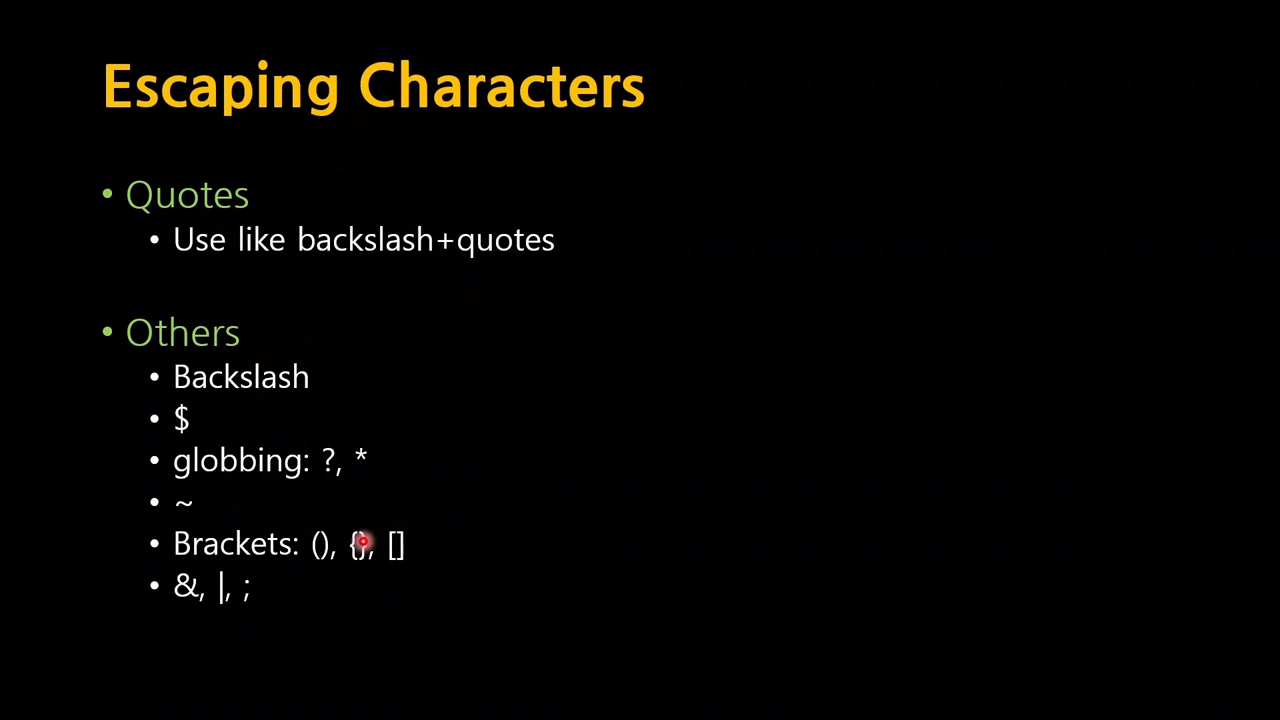 Escaping Characters
• Quotes
• Use like backslash+quotes
• Others
• Backslash
• $
• globbing: ?, *
• ~
• Brackets: (), {}, []
• &, |, ;